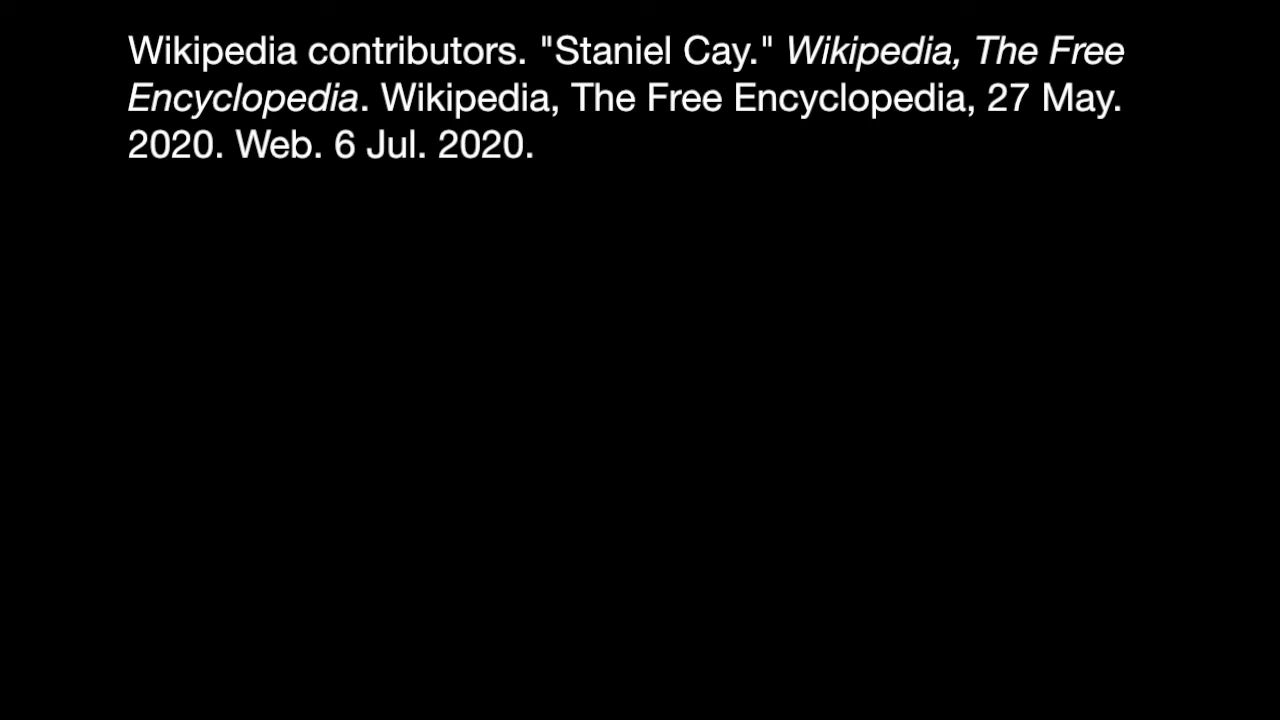 Wikipedia contributors. "Staniel Cay." Wikipedia, The Free
Encyclopedia. Wikipedia, The Free Encyclopedia, 27 May.
2020. Web. 6 Jul. 2020.